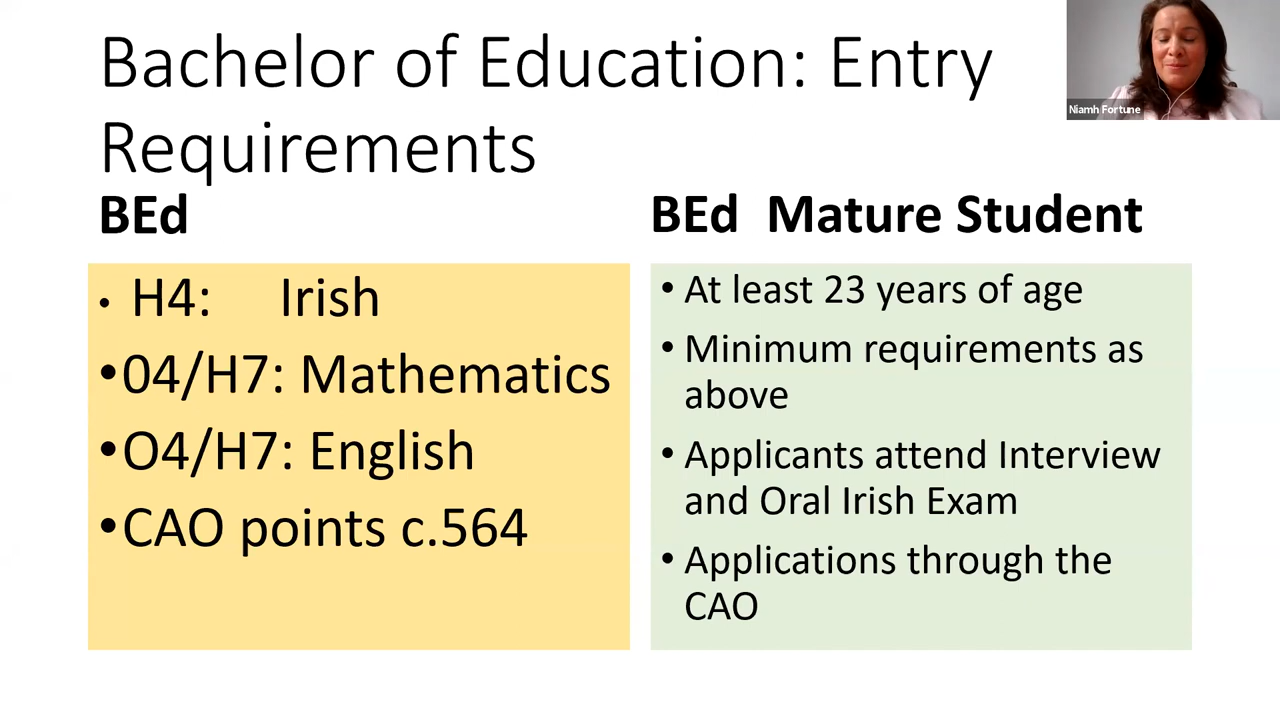 Bachelor of Education: Entry
Requirements
Niamh Fortune
BEd
• H4: Irish
•04/H7: Mathematics
•O4/H7: English
•CAO points c.564
BEd Mature Student
• At least 23 years of age
• Minimum requirements as
above
• Applicants attend Interview
and Oral Irish Exam
• Applications through the
CAO